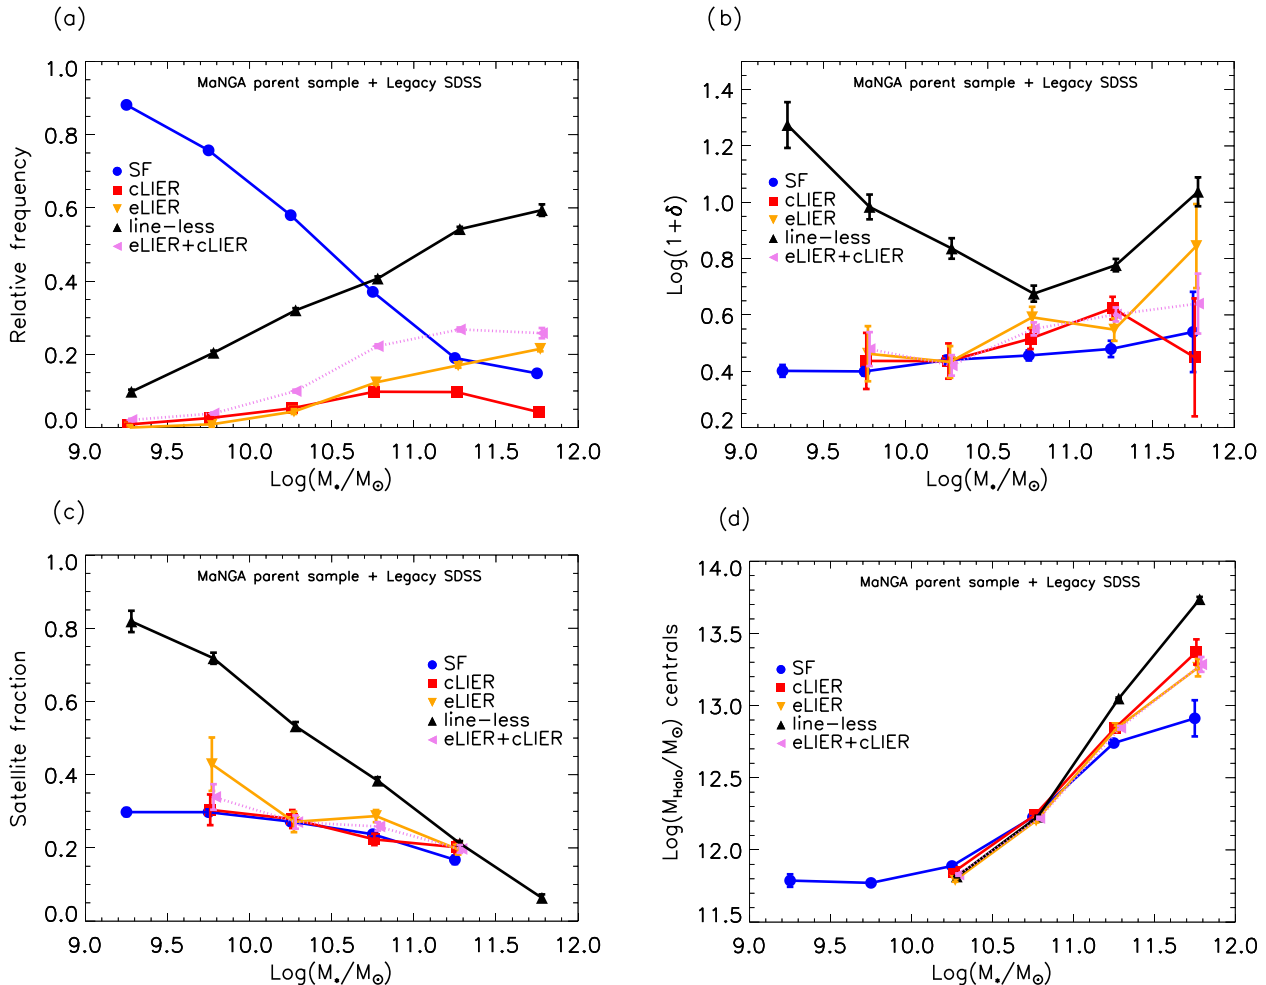 (a)
MaNGA parent sample + Legacy SDSS
1.0
0.8
0.6
0.4
0.2
0.0
Relative frequency
SF
cLIER
eLIER
line-less
eLIER+cLIER
9.0 9.5 10.0 10.5 11.0 11.5 12.0
Log(M*/M☉)
(b)
MaNGA parent sample + Legacy SDSS
1.4
1.2
1.0
0.8
0.6
0.4
0.2
Log(1+δ)
SF
cLIER
eLIER
line-less
eLIER+cLIER
9.0 9.5 10.0 10.5 11.0 11.5 12.0
Log(M*/M☉)
(c)
MaNGA parent sample + Legacy SDSS
1.0
0.8
0.6
0.4
0.2
0.0
Satellite fraction
SF
cLIER
eLIER
line-less
eLIER+cLIER
9.0 9.5 10.0 10.5 11.0 11.5 12.0
Log(M*/M☉)
(d)
MaNGA parent sample + Legacy SDSS
14.0
13.5
13.0
12.5
12.0
11.5
Log(MHalo/M☉) centrals
SF
cLIER
eLIER
line-less
eLIER+cLIER
9.0 9.5 10.0 10.5 11.0 11.5 12.0
Log(M*/M☉)